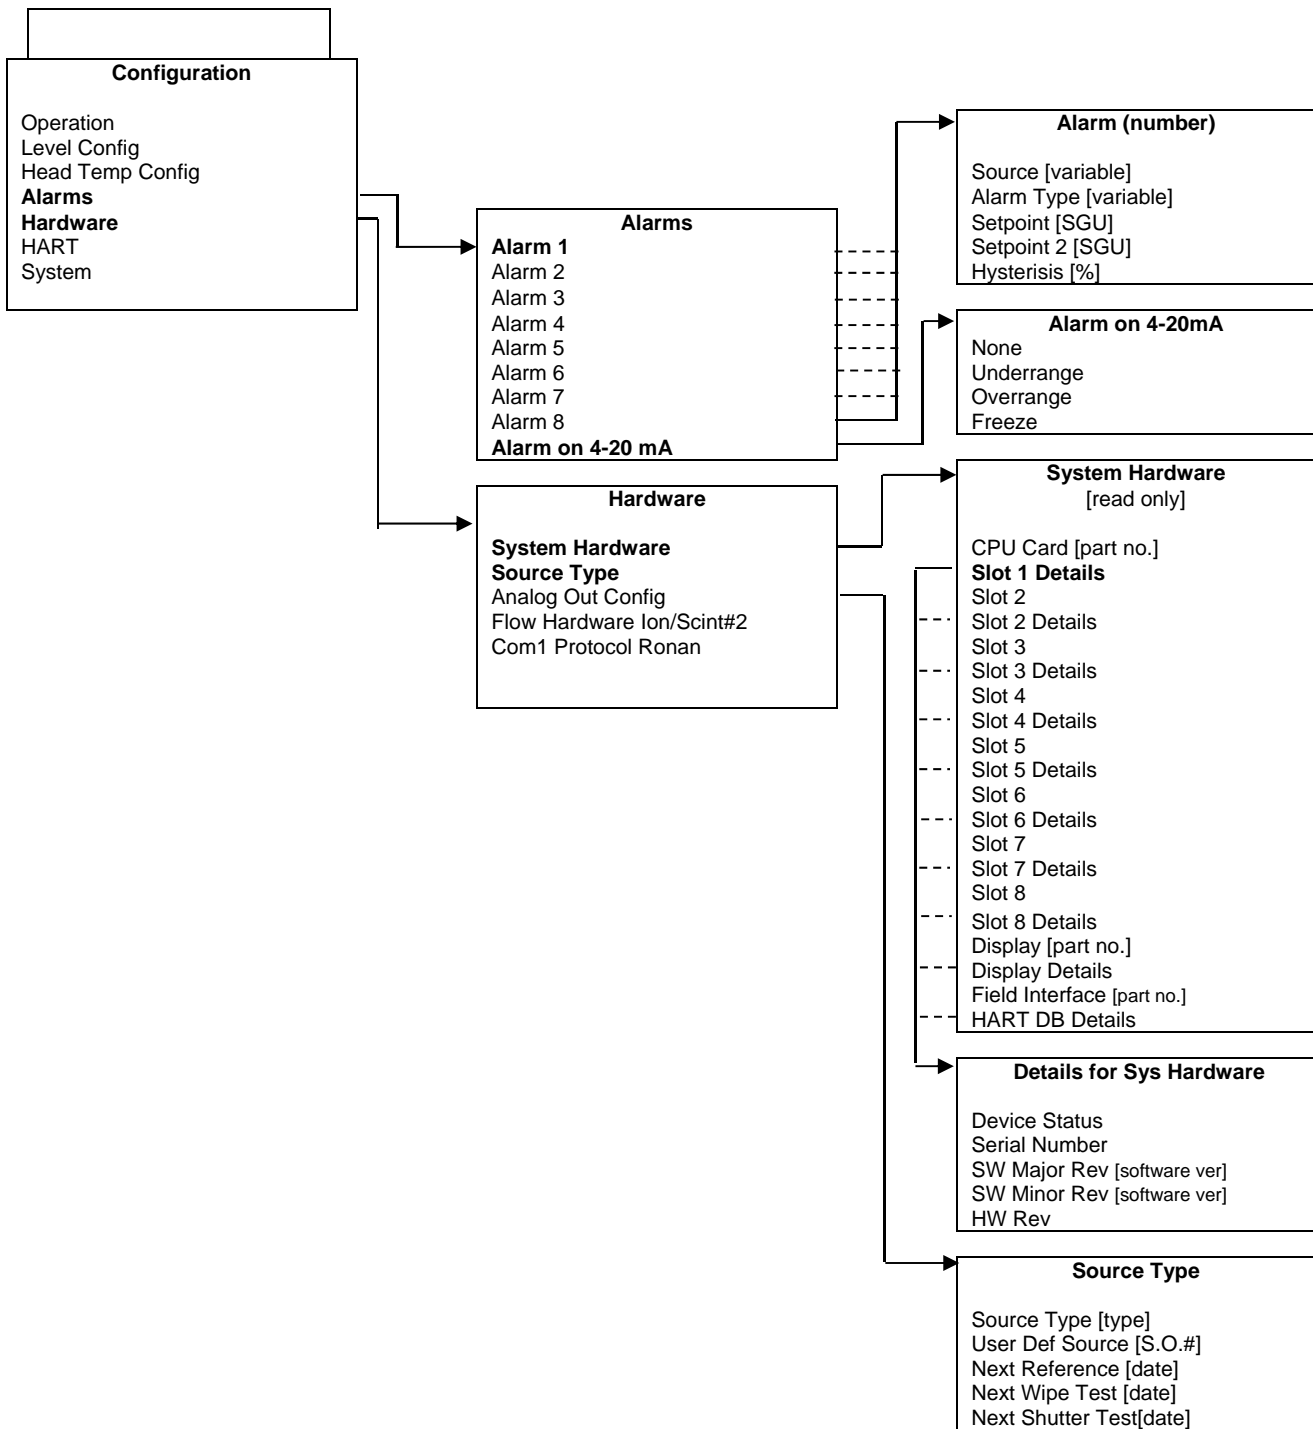 Configuration
Operation
Level Config
Head Temp Config
Alarms
Hardware
HART
System
Alarms
Alarm 1
Alarm 2
Alarm 3
Alarm 4
Alarm 5
Alarm 6
Alarm 7
Alarm 8
Alarm on 4-20 mA
Hardware
System Hardware
Source Type
Analog Out Config
Flow Hardware Ion/Scint#2
Com1 Protocol Ronan
Alarm (number)
Source [variable]
Alarm Type [variable]
Setpoint [SGU]
Setpoint 2 [SGU]
Hysterisis [%]
Alarm on 4-20mA
None
Underrange
Overrange
Freeze
System Hardware
[read only]
CPU Card [part no.]
Slot 1 Details
Slot 2
Slot 2 Details
Slot 3
Slot 3 Details
Slot 4
Slot 4 Details
Slot 5
Slot 5 Details
Slot 6
Slot 6 Details
Slot 7
Slot 7 Details
Slot 8
Slot 8 Details
Display [part no.]
Display Details
Field Interface [part no.]
HART DB Details
Details for Sys Hardware
Device Status
Serial Number
SW Major Rev [software ver]
SW Minor Rev [software ver]
HW Rev
Source Type
Source Type [type]
User Def Source [S.O.#]
Next Reference [date]
Next Wipe Test [date]
Next Shutter Test[date]